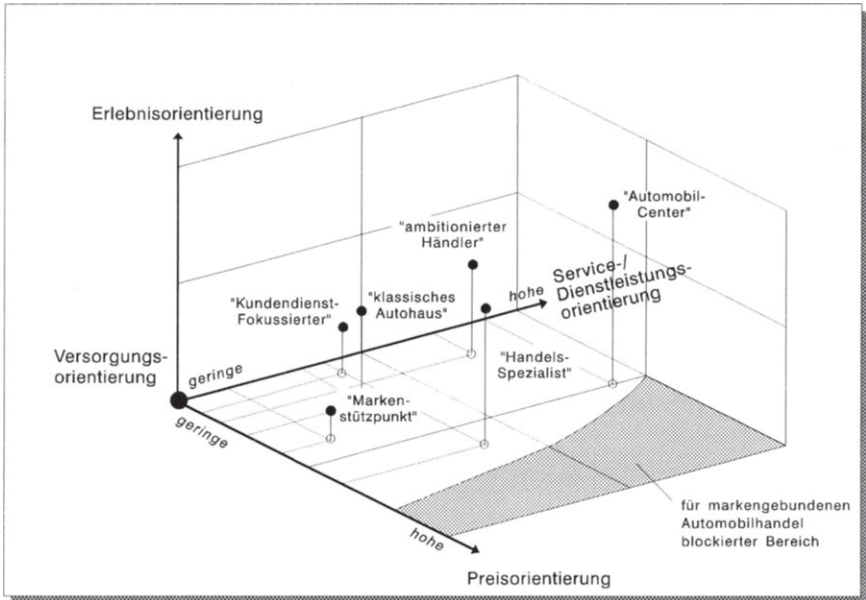 Erlebnisorientierung
"Automobil-
Center"
"ambitionierter
Händler"
hohe
Service-/
Dienstleistungs-
orientierung
"Kundendienst-
Fokussierter"
"klassisches
Autohaus"
Versorgungs-
orientierung
geringe
"Handels-
Spezialist"
geringe
"Marken-
stützpunkt"
für markengebundenen
Automobilhandel
blockierter Bereich
hohe
Preisorientierung